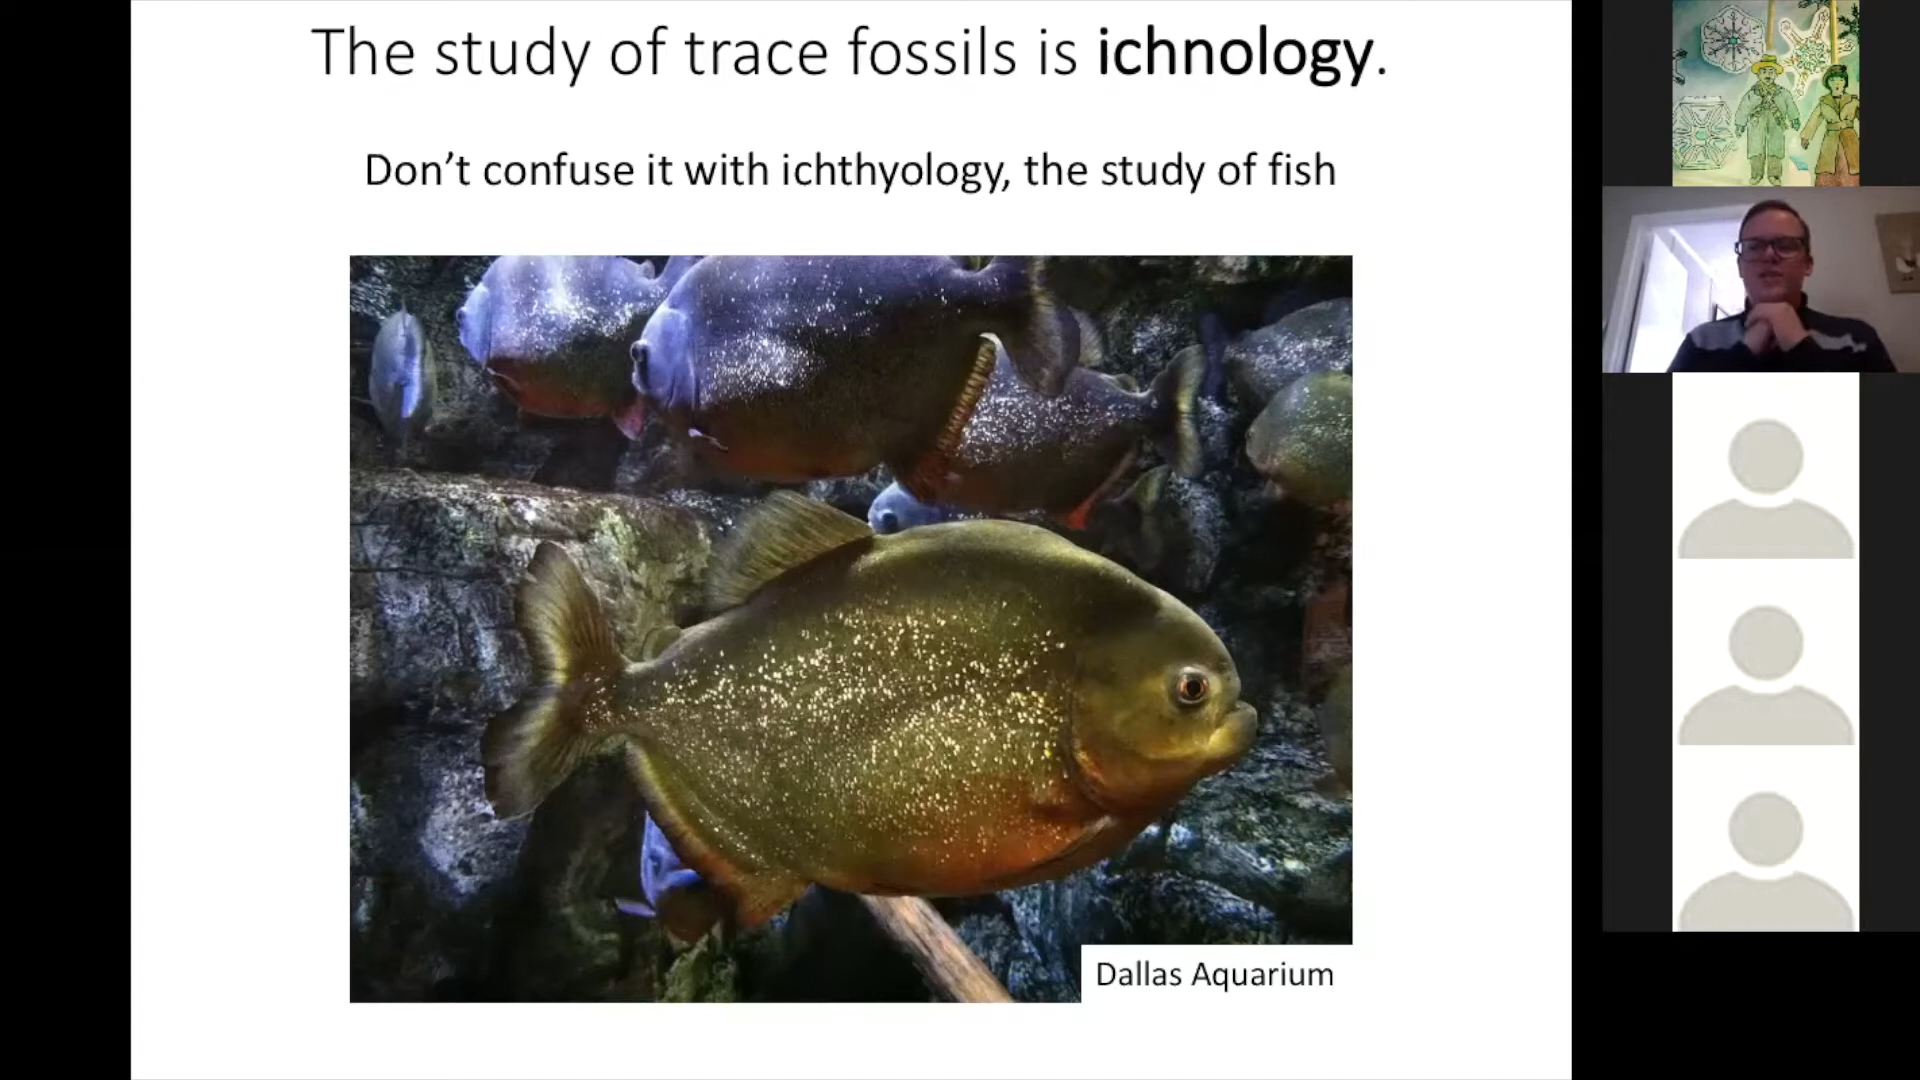 The study of trace fossils is ichnology.
Don’t confuse it with ichthyology, the study of fish
Dallas Aquarium